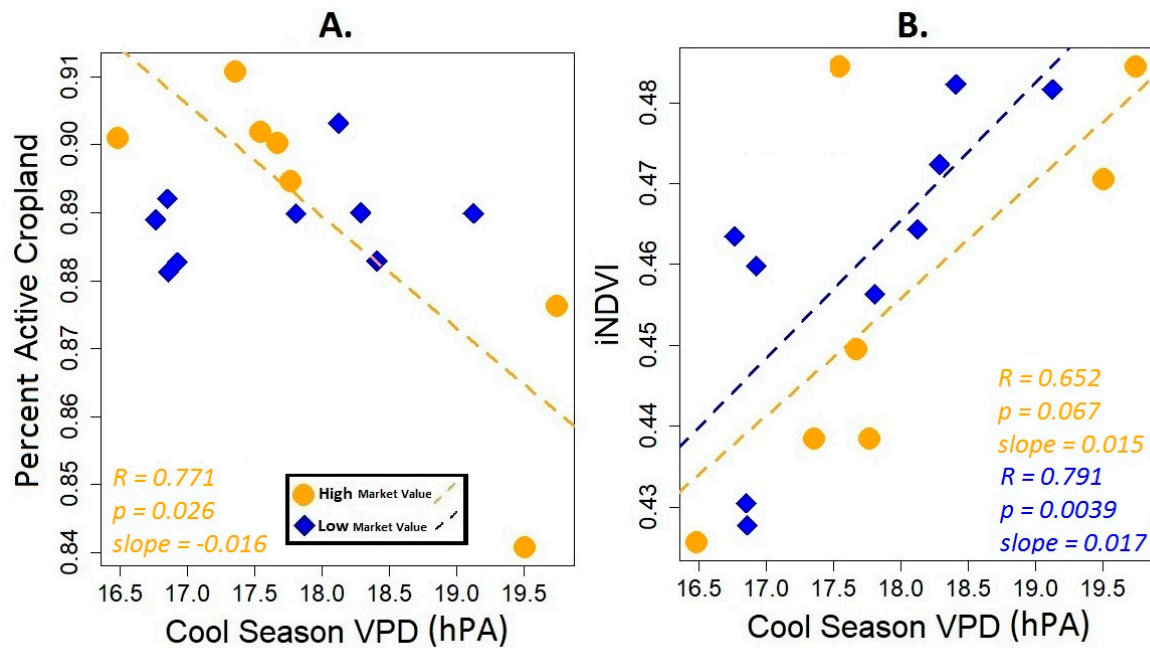 A.
Percent Active Cropland
0.91
0.90
0.89
0.88
0.87
0.86
0.85
0.84
R = 0.771
p = 0.026
slope = -0.016
High Market Value
Low Market Value
16.5 17.0 17.5 18.0 18.5 19.0 19.5
Cool Season VPD (hPA)
B.
iNDVI
0.48
0.47
0.46
0.45
0.44
0.43
R = 0.652
p = 0.067
slope = 0.015
R = 0.791
p = 0.0039
slope = 0.017
16.5 17.0 17.5 18.0 18.5 19.0 19.5
Cool Season VPD (hPA)